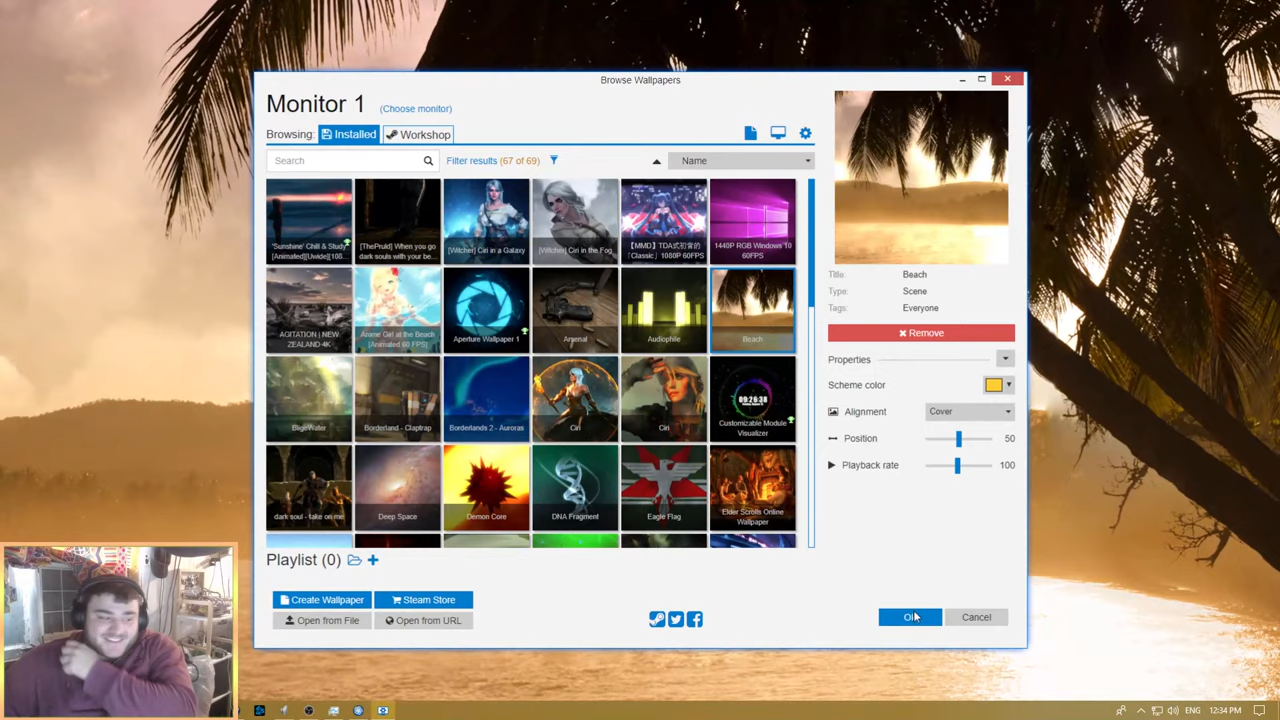 Browse Wallpapers
Monitor 1 (Choose monitor)
Browsing: Installed Workshop
Search
Filter results (67 of 69)
Name
'Sunshine' Chill & Study
[Animated][Uwide][108...
[ThePruld] When you go
dark souls with your be...
[Witcher] Ciri in a Galaxy
[Witcher] Ciri in the Fog
【MMD】TDA式初音的
「Classic」1080P 60FPS
1440P RGB Windows 10
60FPS
AGITATION | NEW
ZEALAND 4K
Anime Girl at the Beach
[Animated 60 FPS]
Aperture Wallpaper 1
Arsenal
Audiophile
Beach
BligeWater
Borderland - Claptrap
Borderlands 2 - Auroras
Ciri
Ciri
09:26:38
Customizable Module
Visualizer
dark soul - take on me
Deep Space
Demon Core
DNA Fragment
Eagle Flag
Elder Scrolls Online
Wallpaper
Playlist (0)
Create Wallpaper
Steam Store
Open from File
Open from URL
Title: Beach
Type: Scene
Tags: Everyone
Remove
Properties
Scheme color
Alignment Cover
Position 50
Playback rate 100
Cancel
ENG 12:34 PM